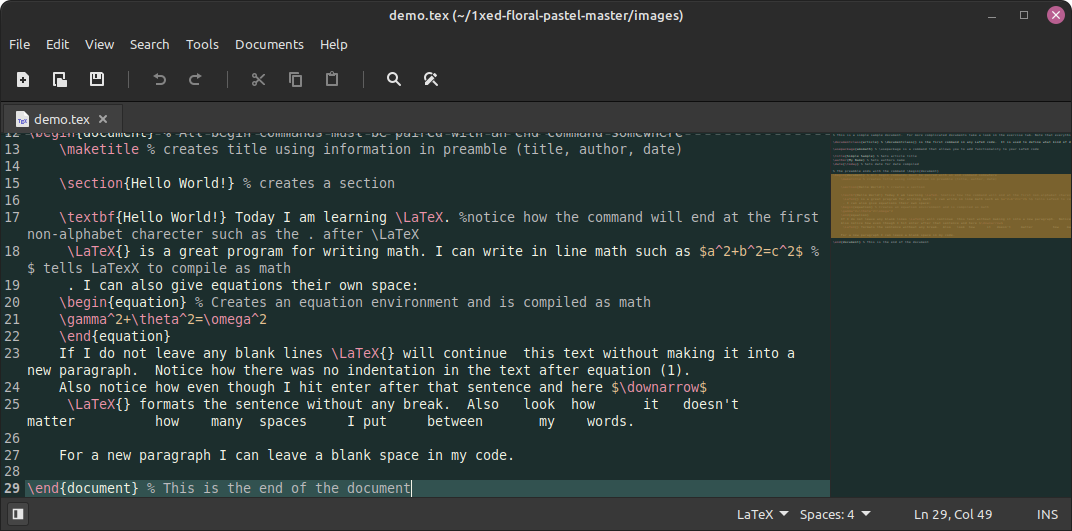 demo.tex (~/1xed-floral-pastel-master/images)
File Edit View Search Tools Documents Help
demo.tex
12 \begin{document} % All begin commands must be paired with an end command somewhere
13     \maketitle % creates title using information in preamble (title, author, date)
14
15     \section{Hello World!} % creates a section
16
17     \textbf{Hello World!} Today I am learning \LaTeX. %notice how the command will end at the first
non-alphabet charecter such as the . after \LaTeX
18      \LaTeX{} is a great program for writing math. I can write in line math such as $a^2+b^2=c^2$ %
$ tells LaTexX to compile as math
19      . I can also give equations their own space:
20     \begin{equation} % Creates an equation environment and is compiled as math
21     \gamma^2+\theta^2=\omega^2
22     \end{equation}
23     If I do not leave any blank lines \LaTeX{} will continue  this text without making it into a
new paragraph.  Notice how there was no indentation in the text after equation (1).
24     Also notice how even though I hit enter after that sentence and here $\downarrow$
25      \LaTeX{} formats the sentence without any break.  Also   look  how      it   doesn't
matter          how    many  spaces     I put     between       my    words.
26
27     For a new paragraph I can leave a blank space in my code.
28
29 \end{document} % This is the end of the document
LaTeX Spaces: 4 Ln 29, Col 49 INS